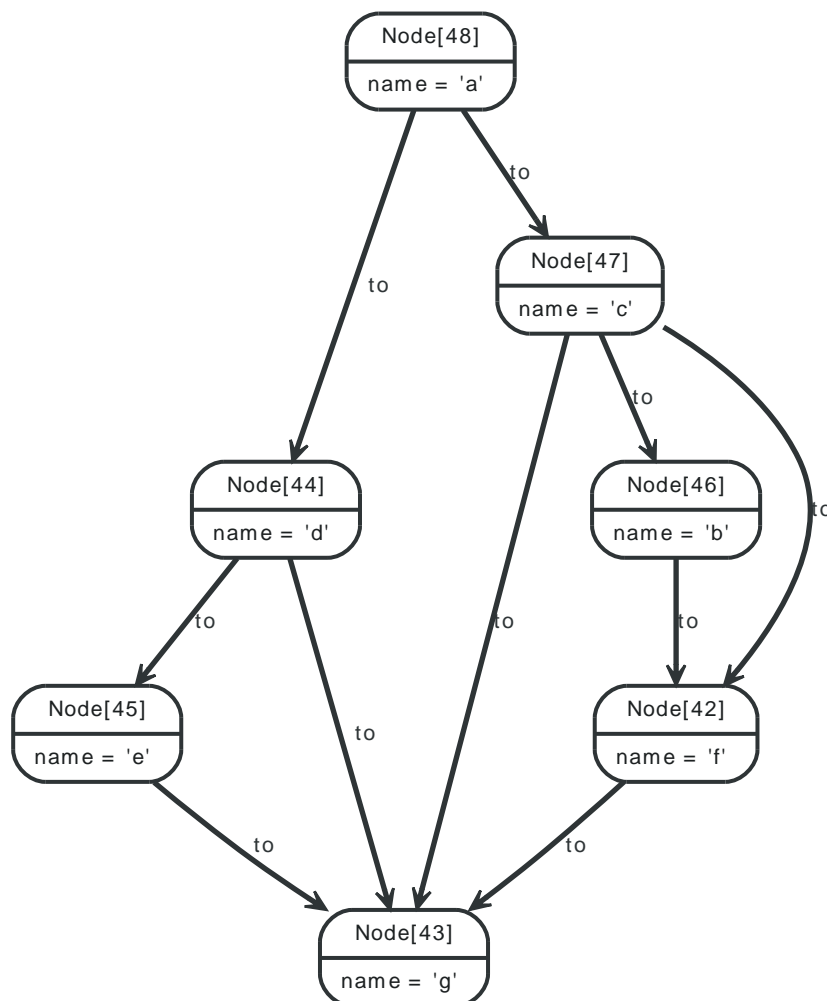 Node[48]
name = 'a'
to
Node[47]
name = 'c'
to
to
Node[44]
name = 'd'
Node[46]
name = 'b'
to
to
to
to
Node[45]
name = 'e'
Node[42]
name = 'f'
to
to
to
Node[43]
name = 'g'